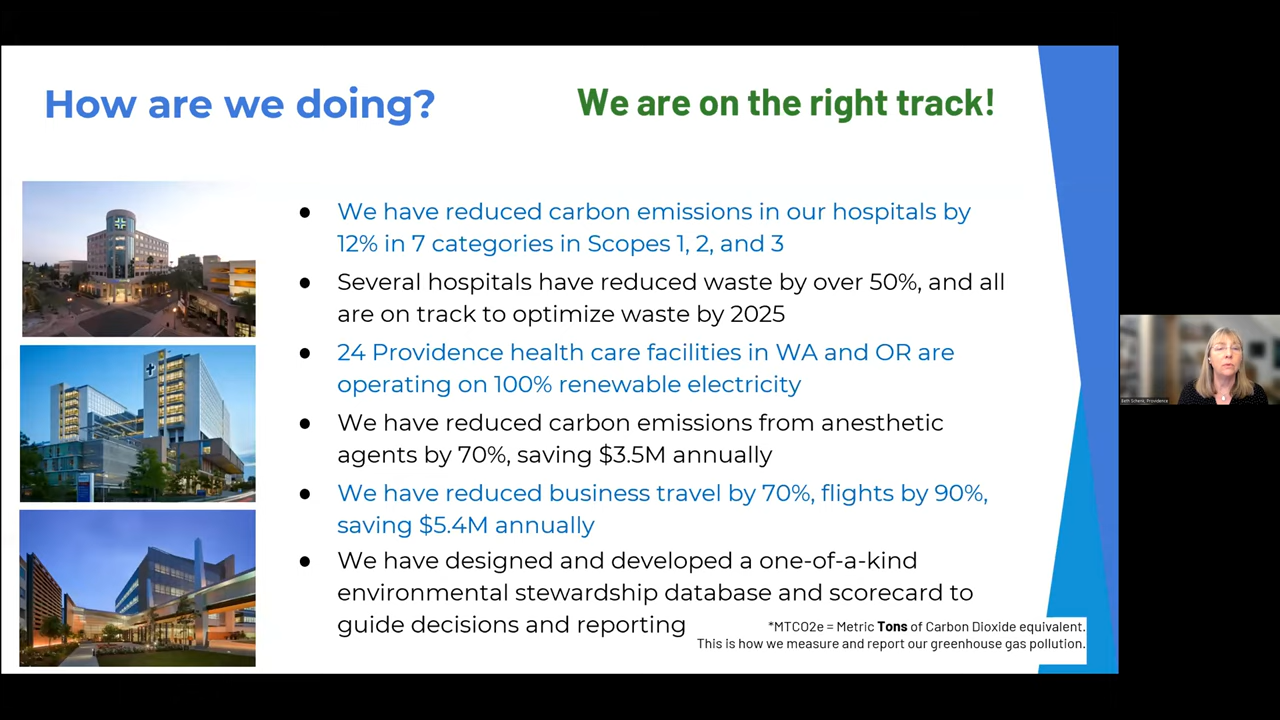 How are we doing?
We are on the right track!
● We have reduced carbon emissions in our hospitals by
12% in 7 categories in Scopes 1, 2, and 3
● Several hospitals have reduced waste by over 50%, and all
are on track to optimize waste by 2025
● 24 Providence health care facilities in WA and OR are
operating on 100% renewable electricity
● We have reduced carbon emissions from anesthetic
agents by 70%, saving $3.5M annually
● We have reduced business travel by 70%, flights by 90%,
saving $5.4M annually
● We have designed and developed a one-of-a-kind
environmental stewardship database and scorecard to
guide decisions and reporting
*MTCO2e = Metric Tons of Carbon Dioxide equivalent.
This is how we measure and report our greenhouse gas pollution.
Beth Schenk, Providence